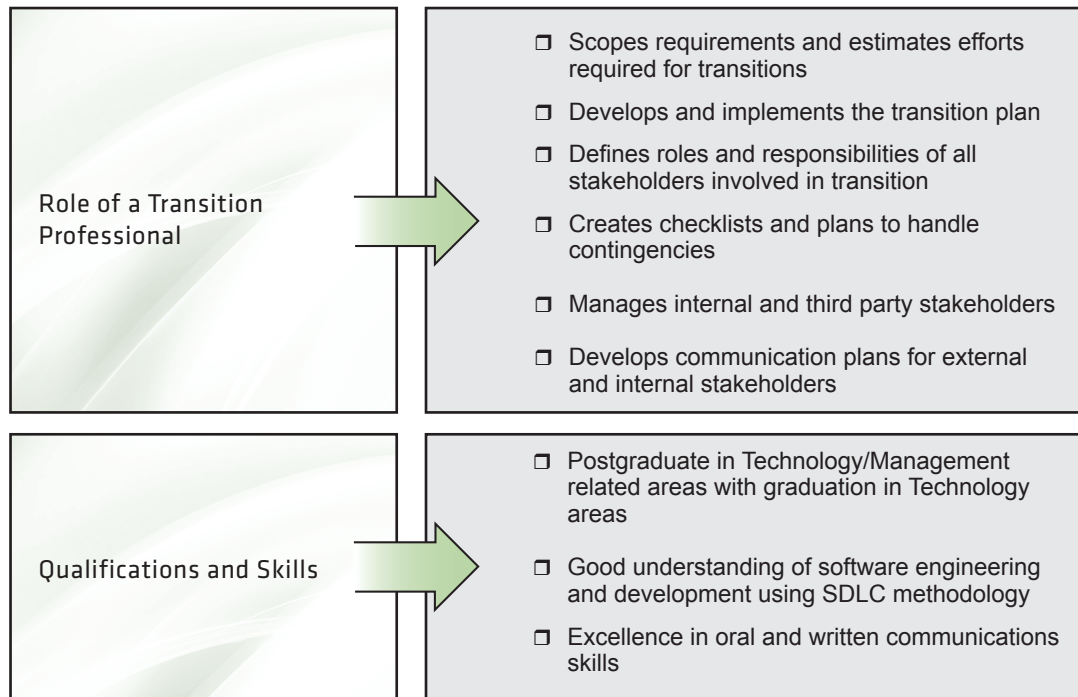 Role of a Transition
Professional
❒ Scopes requirements and estimates efforts
required for transitions
❒ Develops and implements the transition plan
❒ Defines roles and responsibilities of all
stakeholders involved in transition
❒ Creates checklists and plans to handle
contingencies
❒ Manages internal and third party stakeholders
❒ Develops communication plans for external
and internal stakeholders
Qualifications and Skills
❒ Postgraduate in Technology/Management
related areas with graduation in Technology
areas
❒ Good understanding of software engineering
and development using SDLC methodology
❒ Excellence in oral and written communications
skills